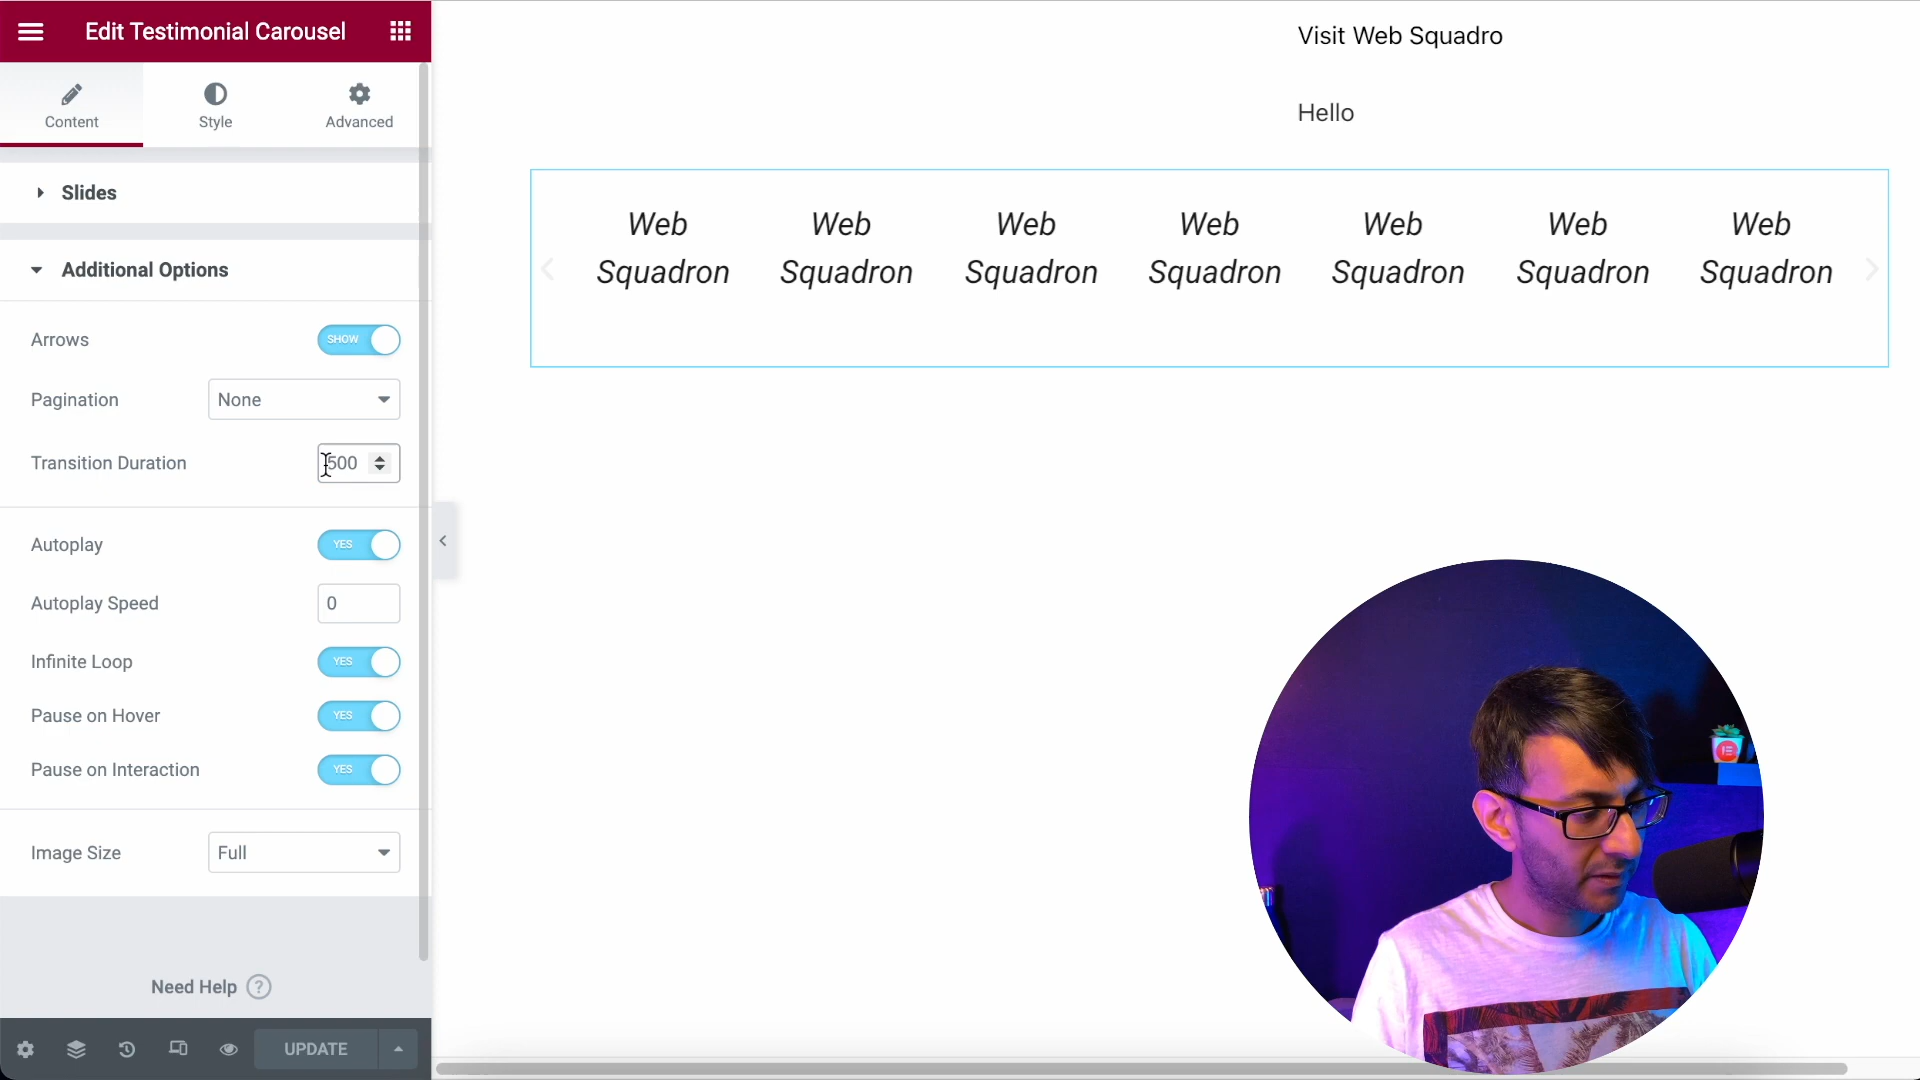 Edit Testimonial Carousel
Content
Style
Advanced
Slides
Additional Options
Arrows
SHOW
Pagination
None
Transition Duration
500
Autoplay
YES
Autoplay Speed
0
Infinite Loop
YES
Pause on Hover
YES
Pause on Interaction
YES
Image Size
Full
Need Help ?
UPDATE
Visit Web Squadro
Hello
Web Web Web Web Web Web Web
Squadron Squadron Squadron Squadron Squadron Squadron Squadron